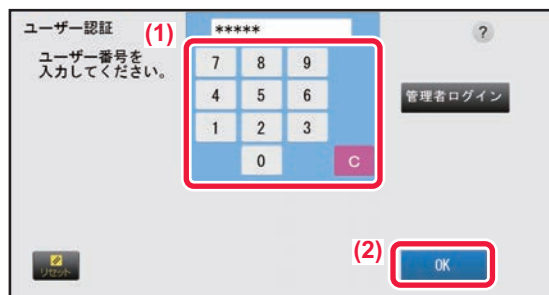 ユーザー認証
(1)
*****
?
ユーザー番号を
入力してください。
7 8 9
4 5 6
管理者ログイン
1 2 3
0 C
(2)
リセット
OK